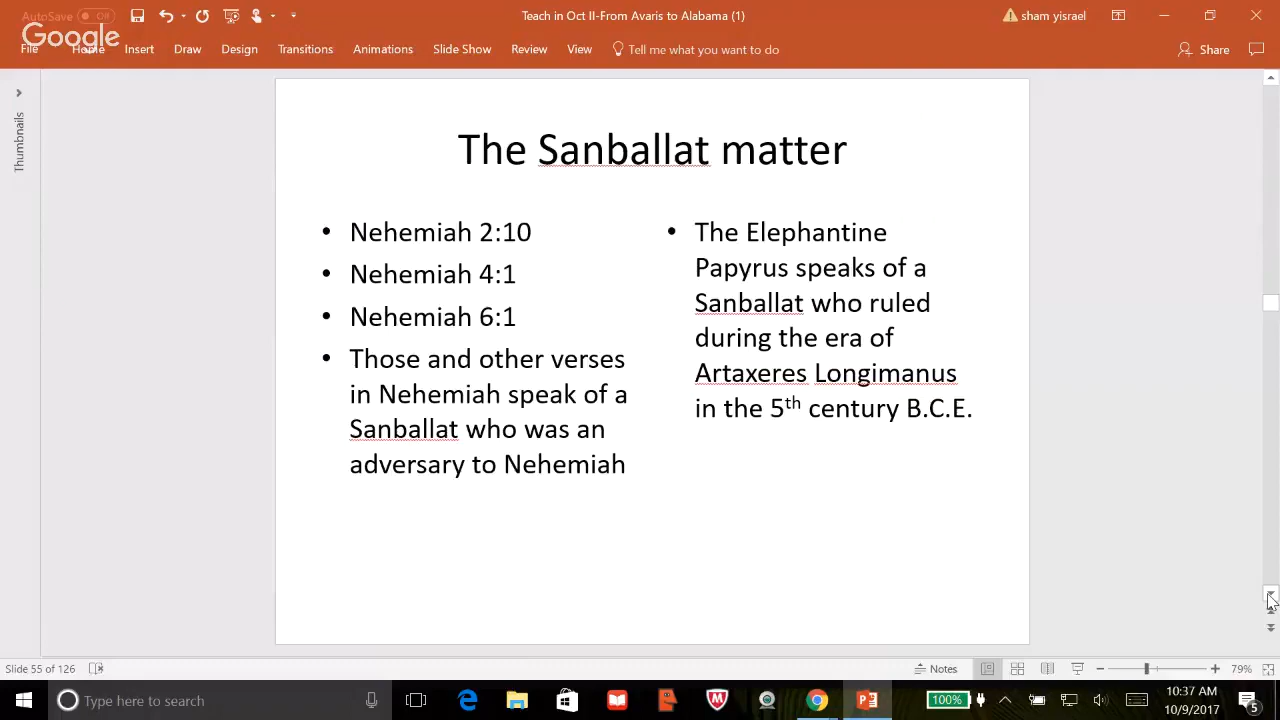 AutoSave Off
Teach in Oct II-From Avaris to Alabama (1)
sham yisrael
Google
File Home Insert Draw Design Transitions Animations Slide Show Review View Tell me what you want to do Share
Thumbnails
The Sanballat matter
• Nehemiah 2:10
• Nehemiah 4:1
• Nehemiah 6:1
• Those and other verses
in Nehemiah speak of a
Sanballat who was an
adversary to Nehemiah
• The Elephantine
Papyrus speaks of a
Sanballat who ruled
during the era of
Artaxeres Longimanus
in the 5th century B.C.E.
Slide 55 of 126
Notes
79%
Type here to search
100%
10:37 AM
10/9/2017
5